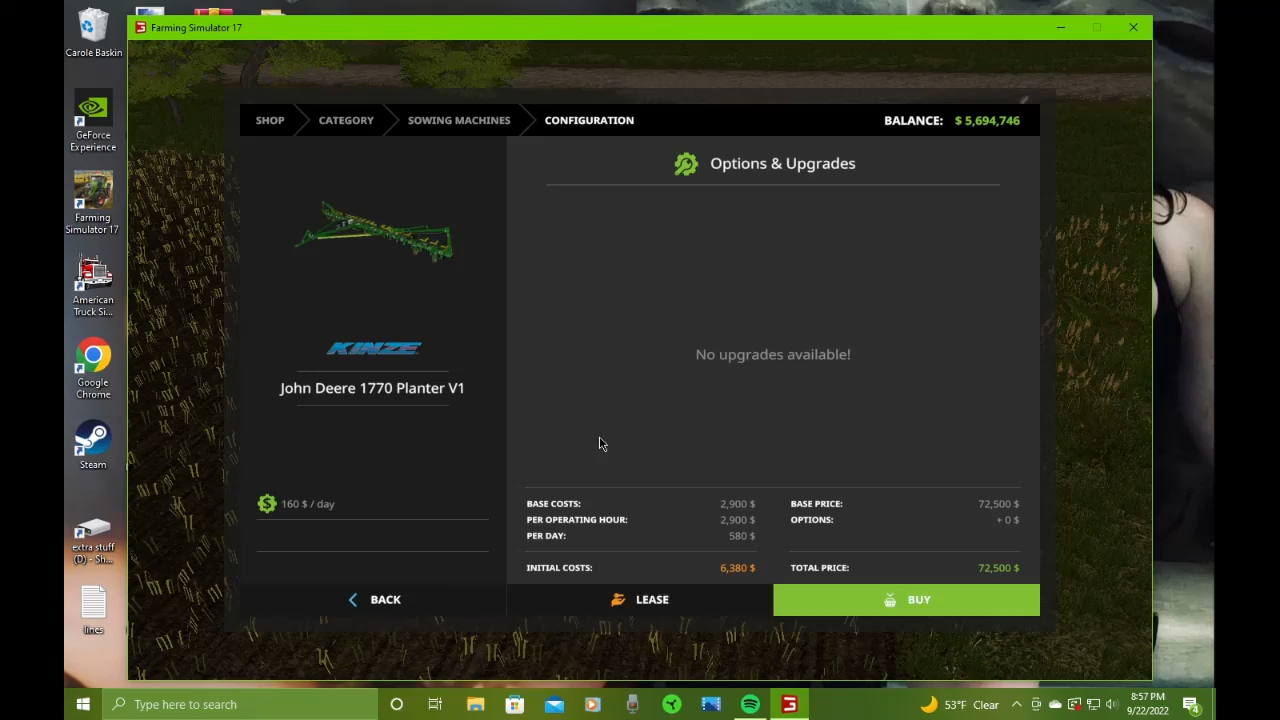 Farming Simulator 17
Carole Baskin
GeForce
Experience
Farming
Simulator 17
American
Truck Si...
Google
Chrome
Steam
extra stuff
(D) - Sh...
lines
SHOP
CATEGORY
SOWING MACHINES
CONFIGURATION
BALANCE: $ 5,694,746
Options & Upgrades
KINZE
John Deere 1770 Planter V1
No upgrades available!
160 $ / day
BASE COSTS: 2,900 $
PER OPERATING HOUR: 2,900 $
PER DAY: 580 $
INITIAL COSTS: 6,380 $
BASE PRICE: 72,500 $
OPTIONS: + 0 $
TOTAL PRICE: 72,500 $
BACK
LEASE
BUY
Type here to search
53°F Clear
8:57 PM
9/22/2022
4